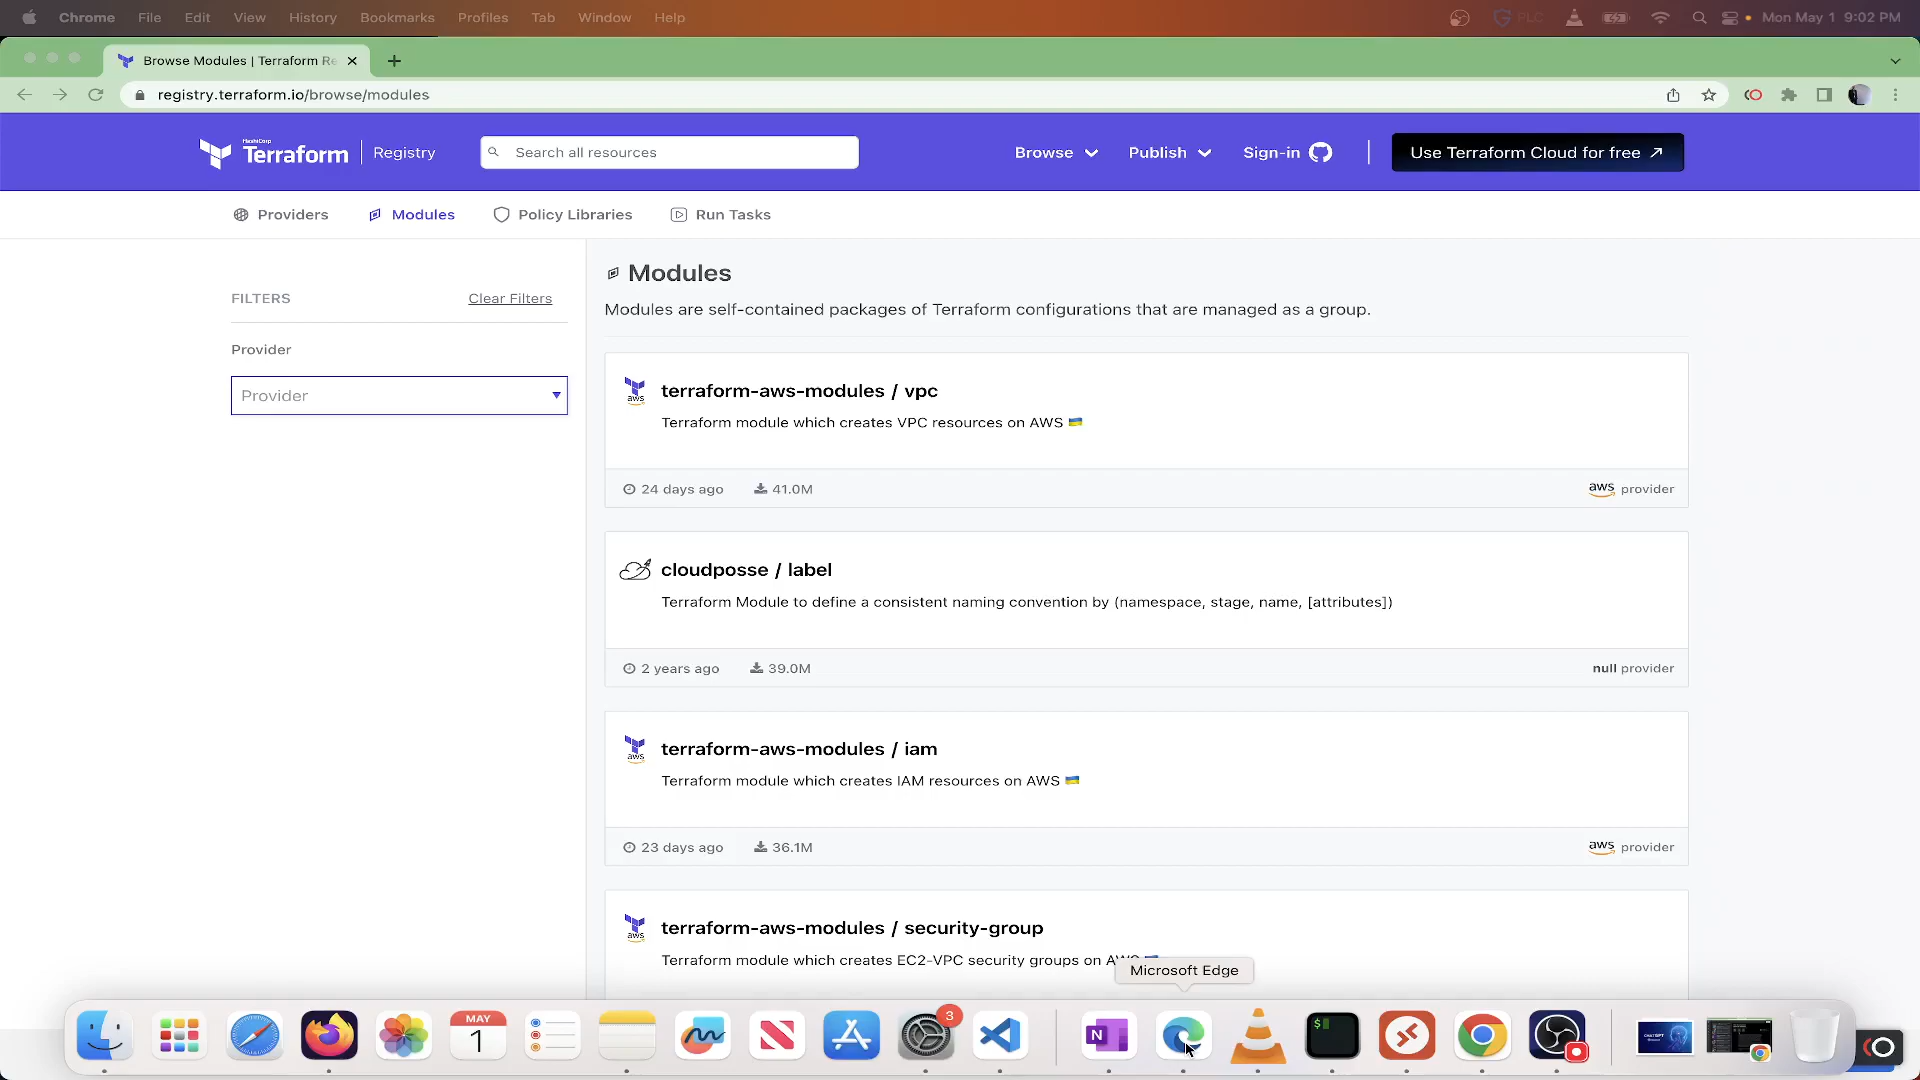 Chrome File Edit View History Bookmarks Profiles Tab Window Help PLC Mon May 1 9:02 PM
Browse Modules | Terraform Re
registry.terraform.io/browse/modules
HashiCorp
Terraform Registry Search all resources Browse Publish Sign-in Use Terraform Cloud for free
Providers Modules Policy Libraries Run Tasks
FILTERS Clear Filters
Provider
Provider
Modules
Modules are self-contained packages of Terraform configurations that are managed as a group.
aws terraform-aws-modules / vpc
Terraform module which creates VPC resources on AWS
24 days ago 41.0M aws provider
cloudposse / label
Terraform Module to define a consistent naming convention by (namespace, stage, name, [attributes])
2 years ago 39.0M null provider
aws terraform-aws-modules / iam
Terraform module which creates IAM resources on AWS
23 days ago 36.1M aws provider
aws terraform-aws-modules / security-group
Terraform module which creates EC2-VPC security groups on AWS
Microsoft Edge
MAY
1
3
N
$